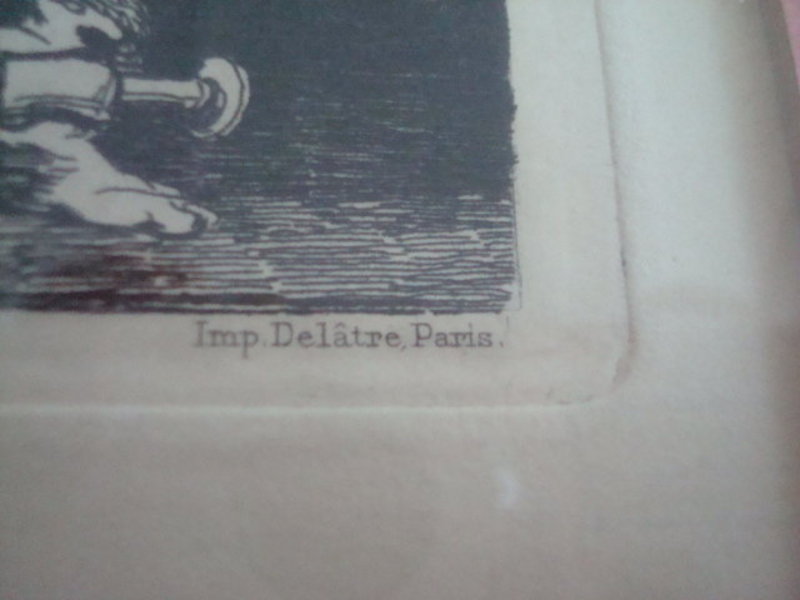 Imp. Delâtre, Paris.